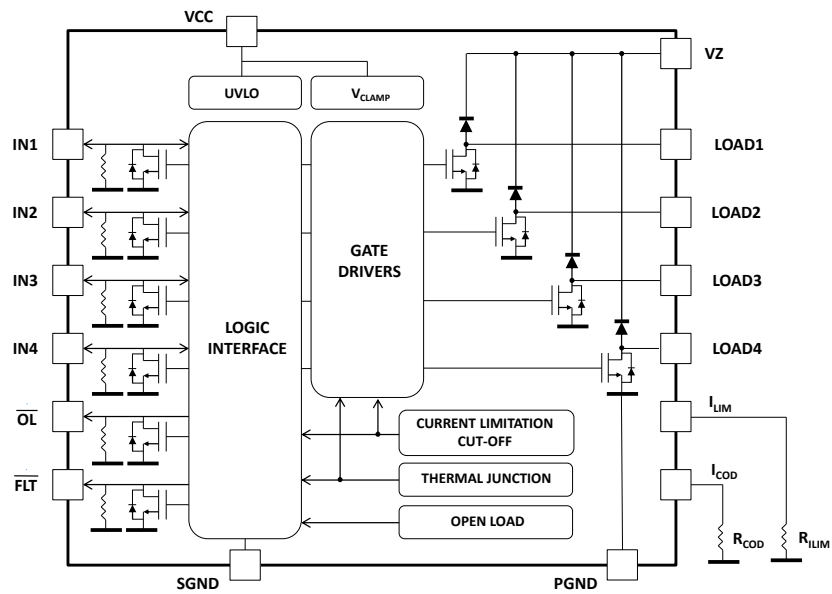 VCC
VZ
UVLO
VCLAMP
IN1
LOAD1
IN2
LOAD2
GATE
DRIVERS
IN3
LOAD3
LOGIC
INTERFACE
IN4
LOAD4
OL
CURRENT LIMITATION
CUT-OFF
ILIM
FLT
THERMAL JUNCTION
ICOD
OPEN LOAD
RCOD
RILIM
SGND
PGND